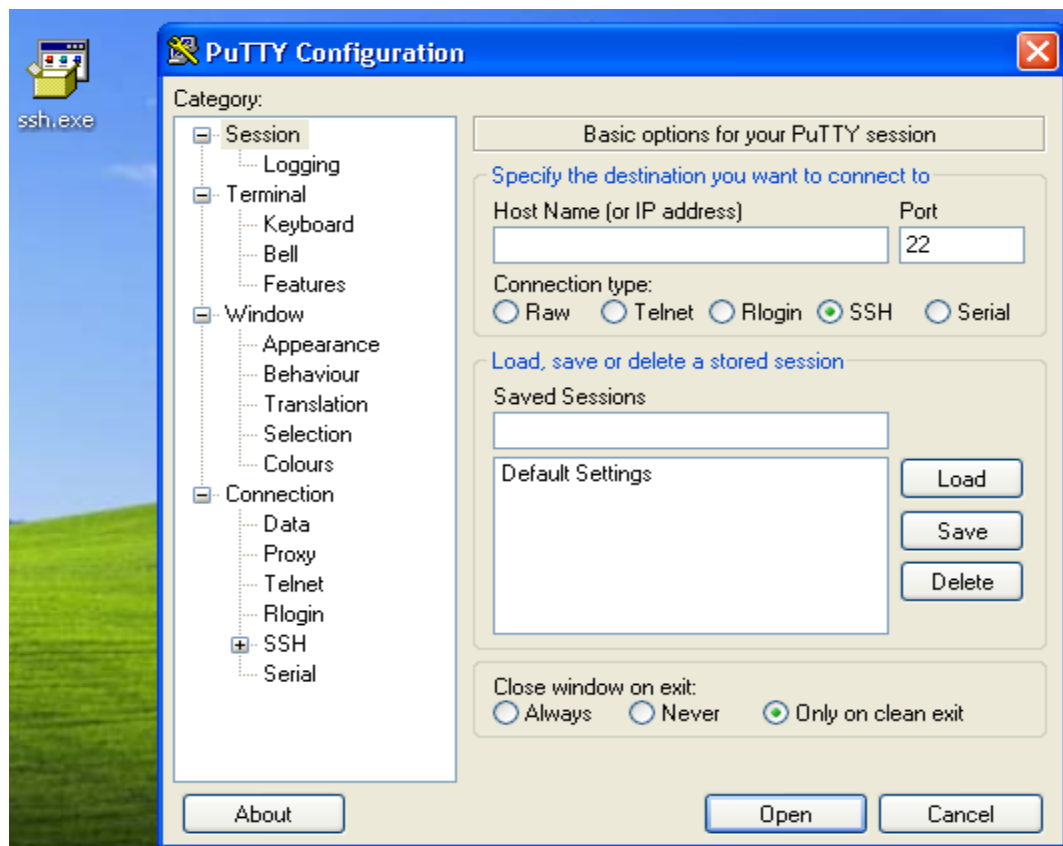 ssh.exe
PuTTY Configuration
Category:
Session
Logging
Terminal
Keyboard
Bell
Features
Window
Appearance
Behaviour
Translation
Selection
Colours
Connection
Data
Proxy
Telnet
Rlogin
SSH
Serial
Basic options for your PuTTY session
Specify the destination you want to connect to
Host Name (or IP address) Port
22
Connection type:
Raw Telnet Rlogin SSH Serial
Load, save or delete a stored session
Saved Sessions
Default Settings
Load
Save
Delete
Close window on exit:
Always Never Only on clean exit
About Open Cancel